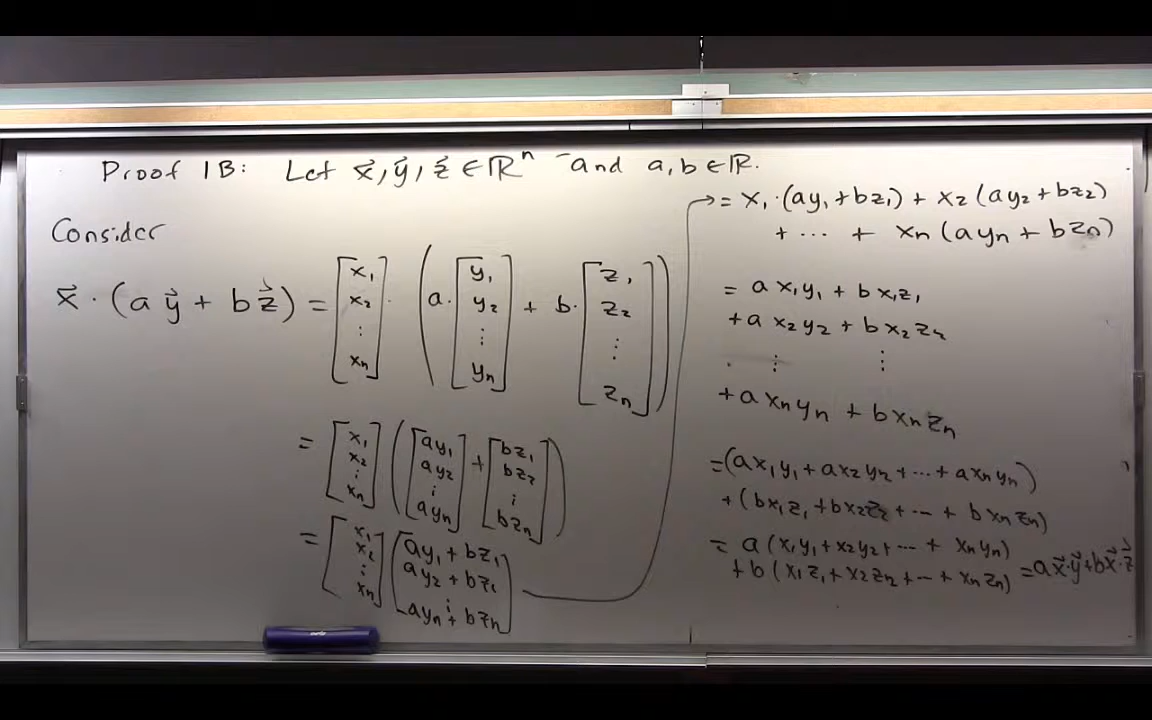 Proof 1B: Let x⃗, y⃗, z⃗ ∈ ℝⁿ and a, b ∈ ℝ.
Consider
x⃗ · (a y⃗ + b z⃗) = [x₁ x₂ ⋮ xₙ] · (a · [y₁ y₂ ⋮ yₙ] + b · [z₁ z₂ ⋮ zₙ])
= [x₁ x₂ ⋮ xₙ] ([ay₁ ay₂ ⋮ ayₙ] + [bz₁ bz₂ ⋮ bzₙ])
= [x₁ x₂ ⋮ xₙ] [ay₁ + bz₁ ay₂ + bz₂ ⋮ ayₙ + bzₙ]
= x₁ · (ay₁ + bz₁) + x₂ (ay₂ + bz₂)
+ ⋯ + xₙ (ayₙ + bzₙ)
= a x₁y₁ + b x₁z₁
+ a x₂y₂ + b x₂z₂
⋮ ⋮
+ a xₙyₙ + b xₙzₙ
= (ax₁y₁ + ax₂y₂ + ⋯ + axₙyₙ)
+ (bx₁z₁ + bx₂z₂ + ⋯ + bxₙzₙ)
= a (x₁y₁ + x₂y₂ + ⋯ + xₙyₙ)
+ b (x₁z₁ + x₂z₂ + ⋯ + xₙzₙ) = a x⃗·y⃗ + b x⃗·z⃗